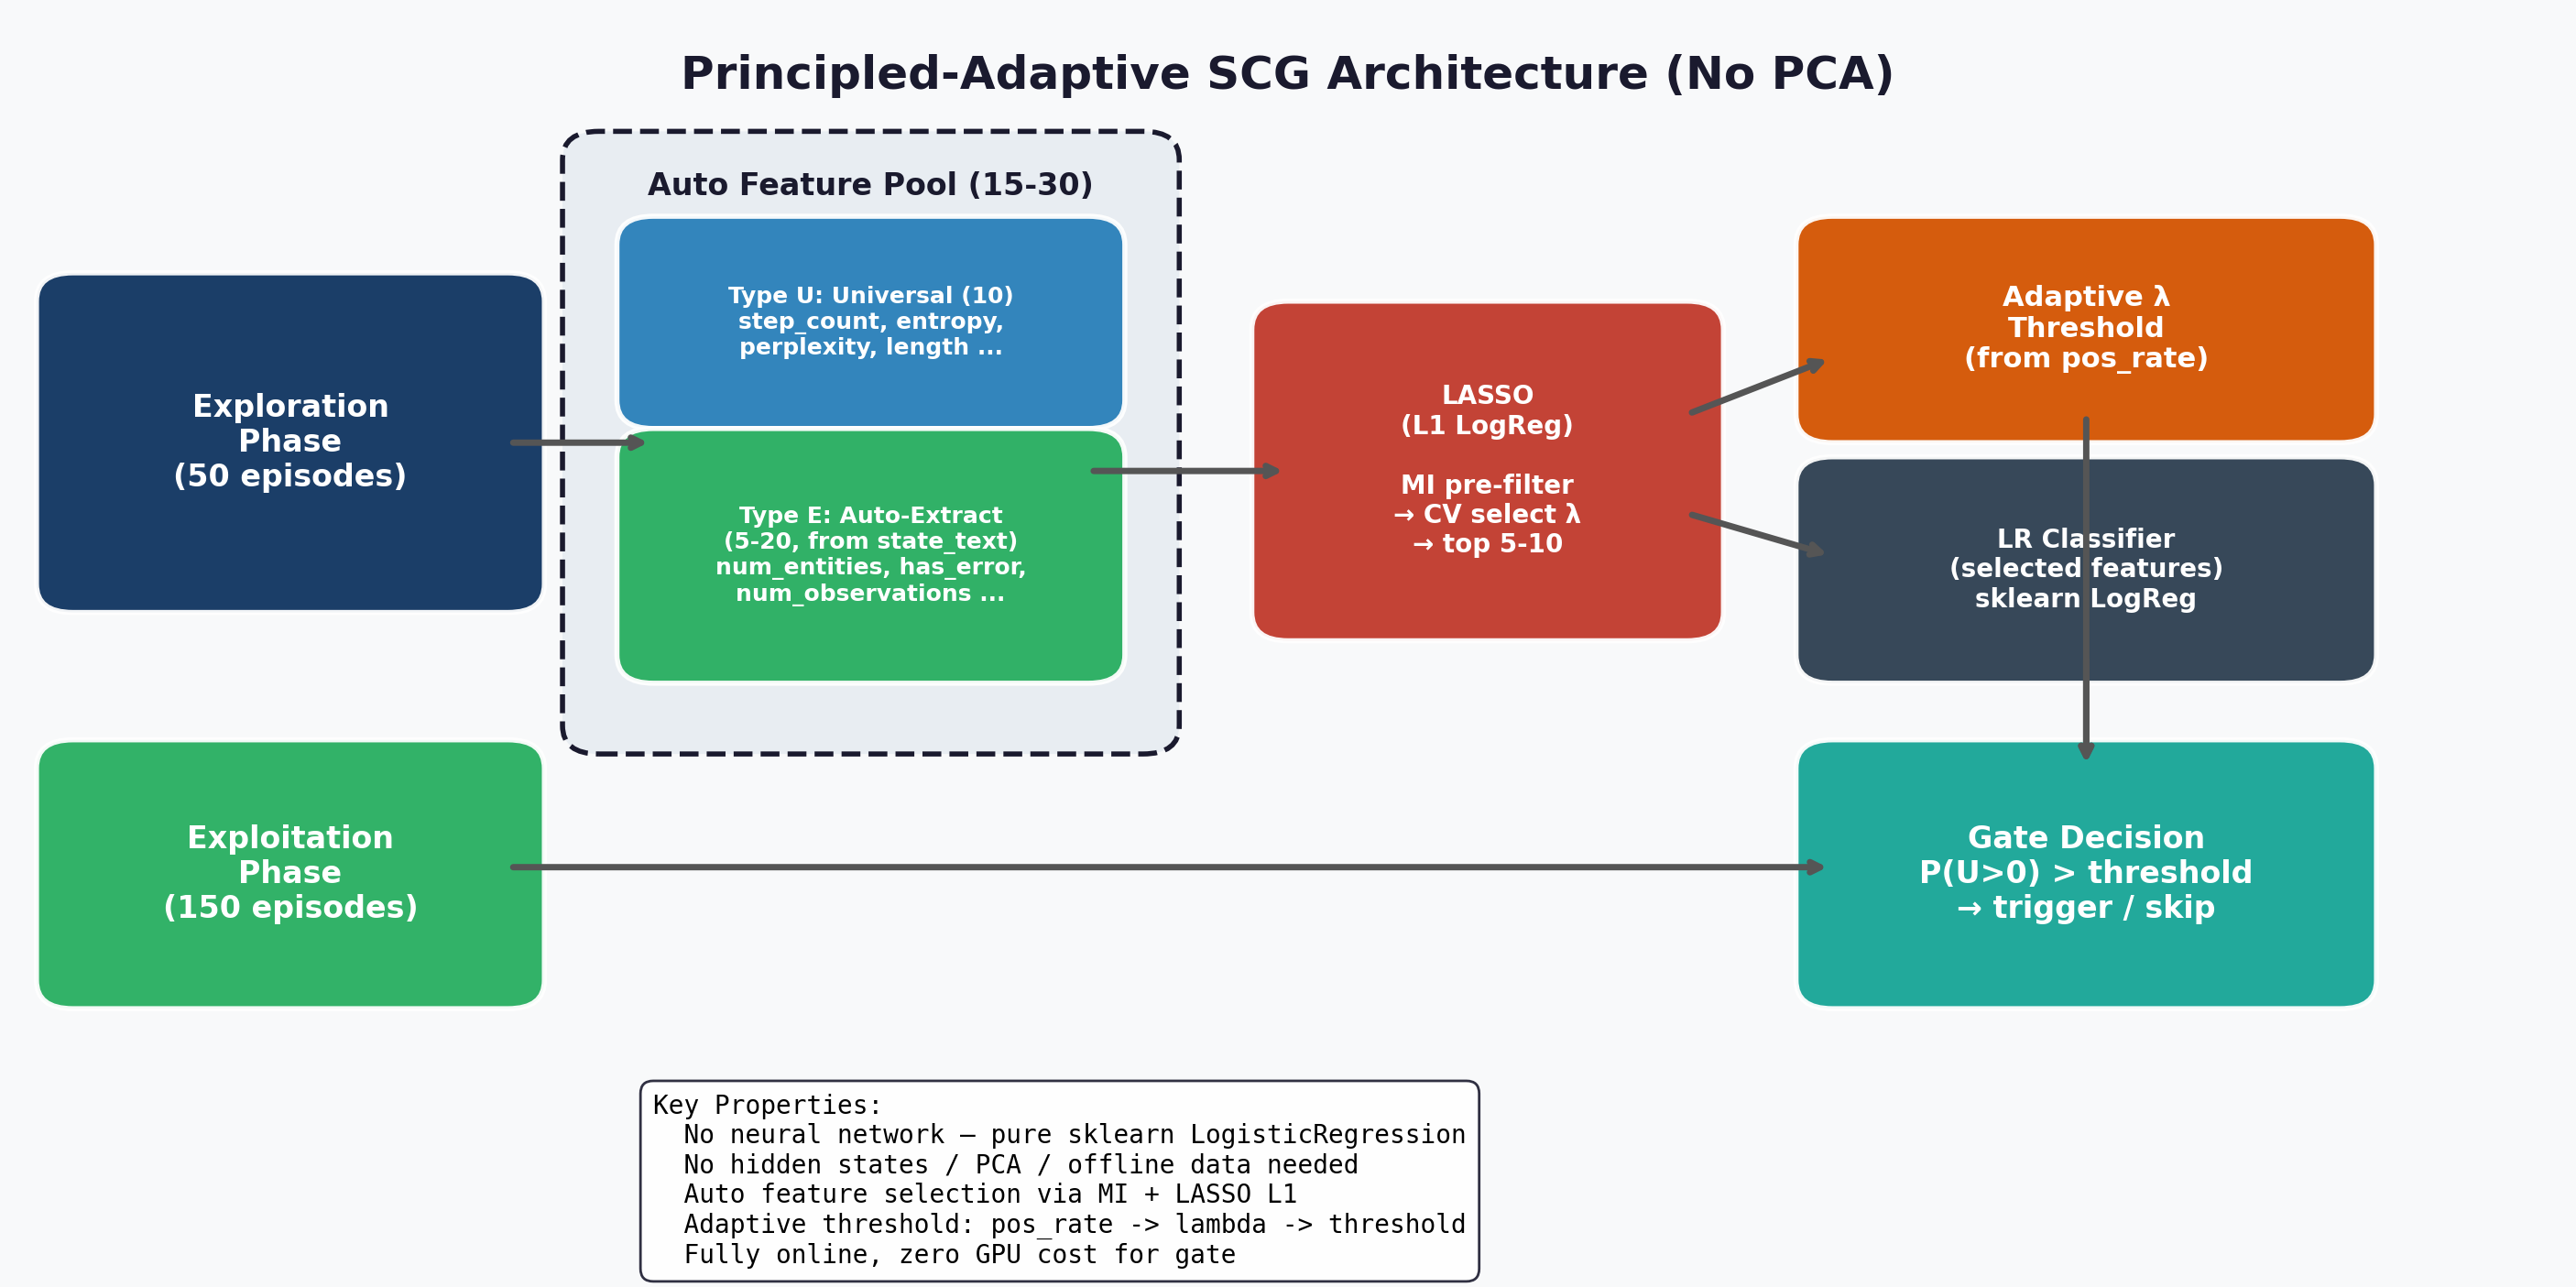 Principled-Adaptive SCG Architecture (No PCA)
Exploration
Phase
(50 episodes)
Auto Feature Pool (15-30)
Type U: Universal (10)
step_count, entropy,
perplexity, length ...
Type E: Auto-Extract
(5-20, from state_text)
num_entities, has_error,
num_observations ...
LASSO
(L1 LogReg)
MI pre-filter
→ CV select λ
→ top 5-10
Adaptive λ
Threshold
(from pos_rate)
LR Classifier
(selected features)
sklearn LogReg
Exploitation
Phase
(150 episodes)
Gate Decision
P(U>0) > threshold
→ trigger / skip
Key Properties:
No neural network — pure sklearn LogisticRegression
No hidden states / PCA / offline data needed
Auto feature selection via MI + LASSO L1
Adaptive threshold: pos_rate -> lambda -> threshold
Fully online, zero GPU cost for gate